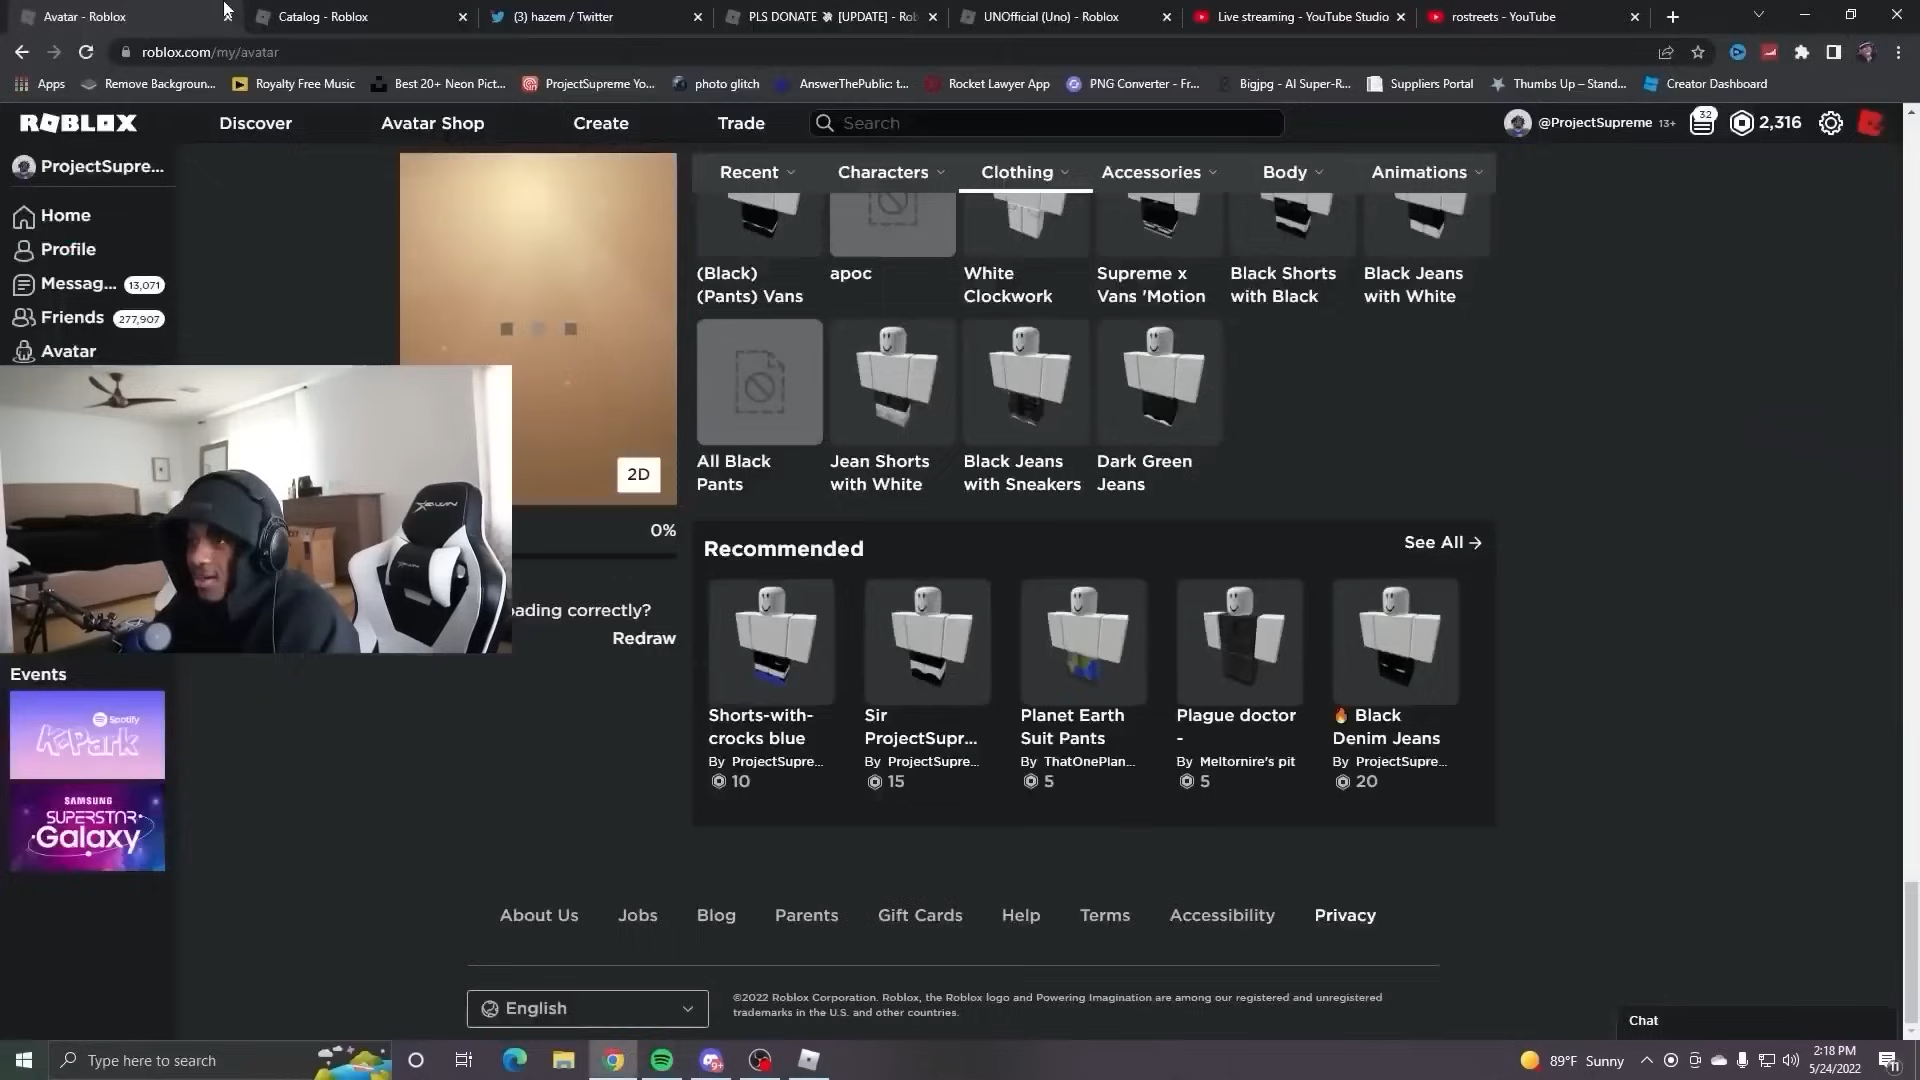 Avatar - Roblox
Catalog - Roblox
(3) hazem / Twitter
PLS DONATE [UPDATE] - Rob
UNOfficial (Uno) - Roblox
Live streaming - YouTube Studio
rostreets - YouTube
roblox.com/my/avatar
Apps
Remove Backgroun...
Royalty Free Music
Best 20+ Neon Pict...
ProjectSupreme Yo...
photo glitch
AnswerThePublic: t...
Rocket Lawyer App
PNG Converter - Fr...
Bigjpg - AI Super-R...
Suppliers Portal
Thumbs Up – Stand...
Creator Dashboard
ROBLOX
Discover
Avatar Shop
Create
Trade
Search
@ProjectSupreme 13+
32
2,316
ProjectSupre...
Home
Profile
Messag... 13,071
Friends 277,907
Avatar
Recent
Characters
Clothing
Accessories
Body
Animations
(Black) (Pants) Vans
apoc
White Clockwork
Supreme x Vans 'Motion
Black Shorts with Black
Black Jeans with White
All Black Pants
Jean Shorts with White
Black Jeans with Sneakers
Dark Green Jeans
2D
0%
oading correctly?
Redraw
Recommended
See All
Shorts-with-crocks blue
By ProjectSupre...
10
Sir ProjectSupr...
By ProjectSupre...
15
Planet Earth Suit Pants
By ThatOnePlan...
5
Plague doctor -
By Meltornire's pit
5
🔥 Black Denim Jeans
By ProjectSupre...
20
Events
Spotify
SAMSUNG
SUPERSTAR
Galaxy
About Us
Jobs
Blog
Parents
Gift Cards
Help
Terms
Accessibility
Privacy
English
©2022 Roblox Corporation. Roblox, the Roblox logo and Powering Imagination are among our registered and unregistered
trademarks in the U.S. and other countries.
Chat
Type here to search
9+
89°F Sunny
2:18 PM
5/24/2022
11